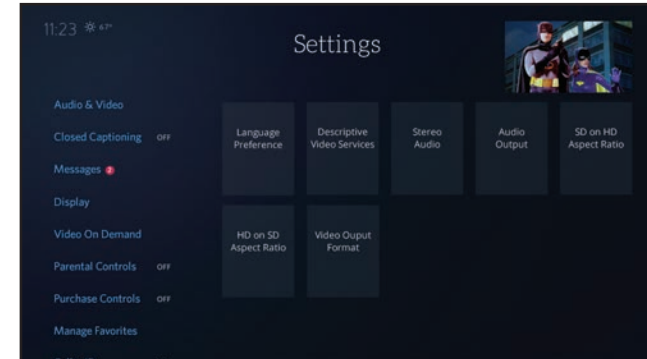 11:23 67°
Settings
Audio & Video
Closed Captioning OFF
Messages 2
Display
Video On Demand
Parental Controls OFF
Purchase Controls OFF
Manage Favorites
Language
Preference
Descriptive
Video Services
Stereo
Audio
Audio
Output
SD on HD
Aspect Ratio
HD on SD
Aspect Ratio
Video Ouput
Format